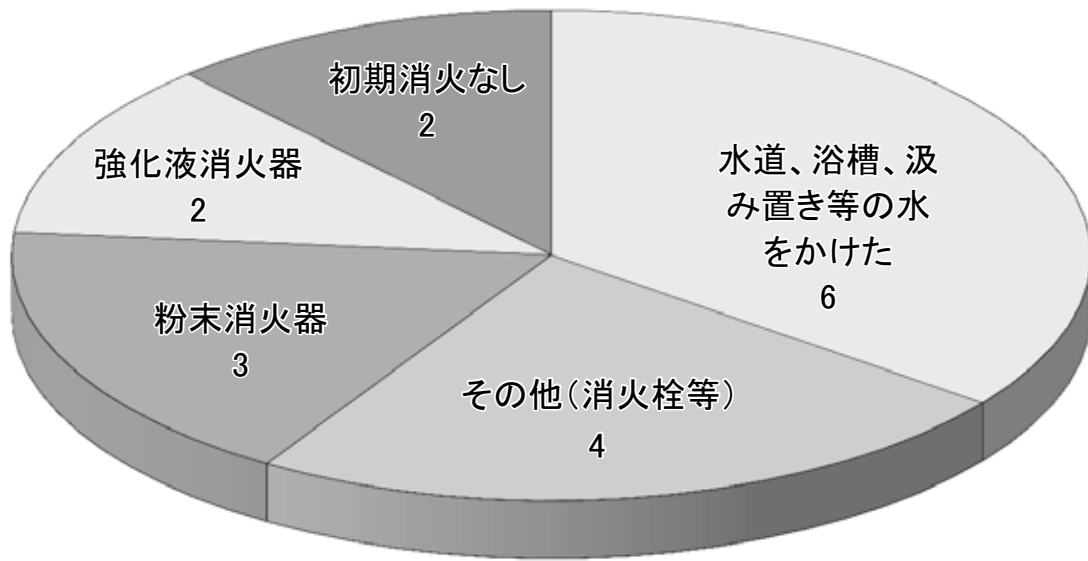 初期消火なし
2
水道、浴槽、汲
み置き等の水
をかけた
6
強化液消火器
2
粉末消火器
3
その他(消火栓等)
4